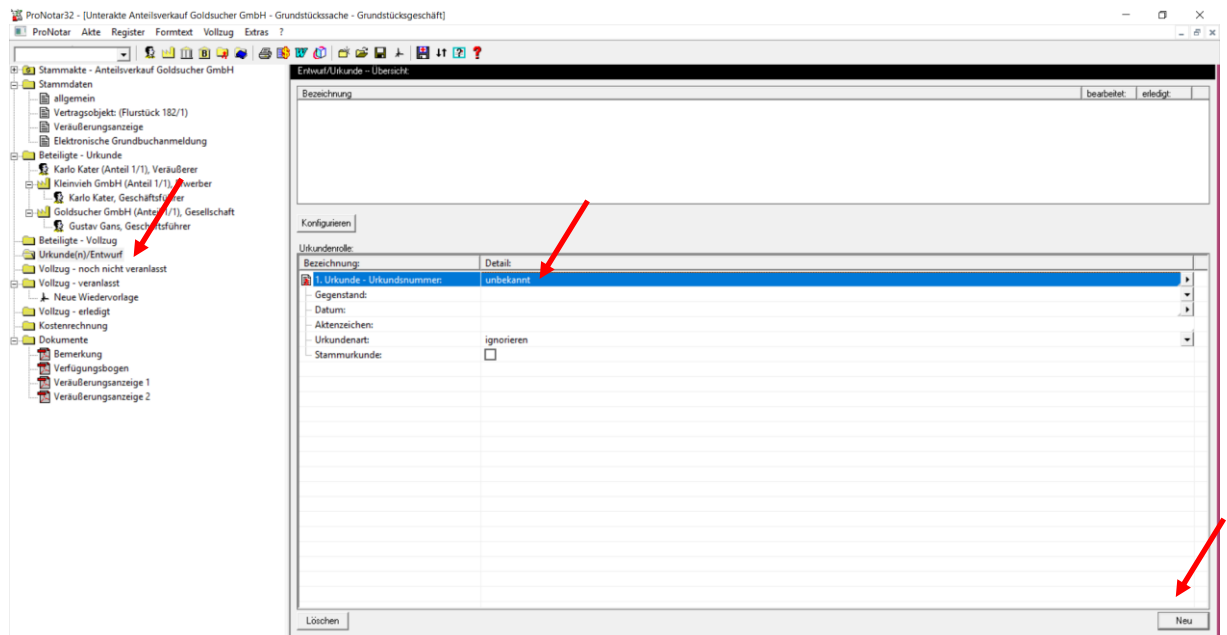 ProNotar32 - [Unterakte Anteilsverkauf Goldsucher GmbH - Grundstückssache - Grundstücksgeschäft]
ProNotar Akte Register Formtext Vollzug Extras ?
Stammakte - Anteilsverkauf Goldsucher GmbH
Stammdaten
allgemein
Vertragsobjekt: (Flurstück 182/1)
Veräußerungsanzeige
Elektronische Grundbuchanmeldung
Beteiligte - Urkunde
Karlo Kater (Anteil 1/1), Veräußerer
Kleinvieh GmbH (Anteil 1/1), Erwerber
Karlo Kater, Geschäftsführer
Goldsucher GmbH (Anteil 1/1), Gesellschaft
Gustav Gans, Geschäftsführer
Beteiligte - Vollzug
Urkunde(n)/Entwurf
Vollzug - noch nicht veranlasst
Vollzug - veranlasst
Neue Wiedervorlage
Vollzug - erledigt
Kostenrechnung
Dokumente
Bemerkung
Verfügungsbogen
Veräußerungsanzeige 1
Veräußerungsanzeige 2
Entwurf/Urkunde -- Übersicht:
Bezeichnung bearbeitet: erledigt:
Konfigurieren
Urkundenrolle:
Bezeichnung: Detail:
1. Urkunde - Urkundsnummer: unbekannt
Gegenstand:
Datum:
Aktenzeichen:
Urkundenart: ignorieren
Stammurkunde:
Löschen Neu